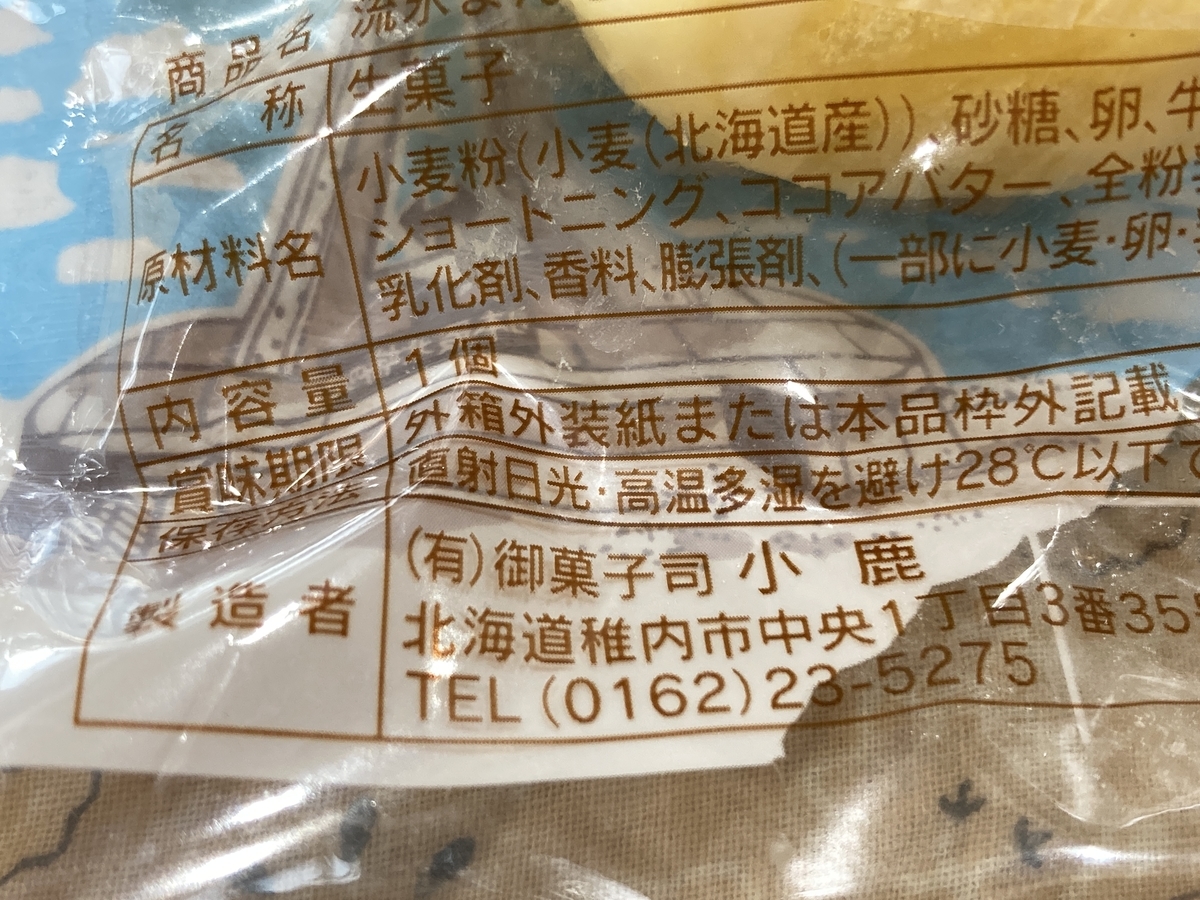 商品名 流氷まん
名称 生菓子
原材料名 小麦粉(小麦(北海道産))、砂糖、卵、牛
ショートニング、ココアバター、全粉乳
乳化剤、香料、膨張剤、(一部に小麦・卵・
内容量 1個
賞味期限 外箱外装紙または本品枠外記載
保存方法 直射日光・高温多湿を避け28℃以下で
製造者 (有)御菓子司 小鹿
北海道稚内市中央1丁目3番35
TEL(0162)23-5275